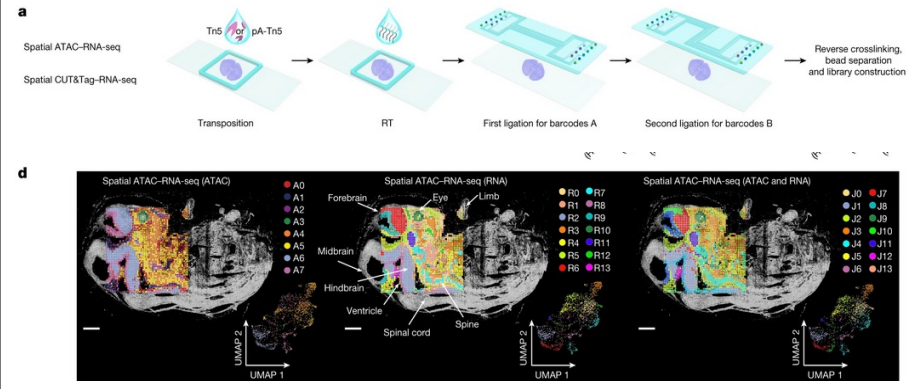 a
Tn5 or pA-Tn5
Spatial ATAC–RNA-seq
Spatial CUT&Tag–RNA-seq
Reverse crosslinking,
bead separation
and library construction
Transposition
RT
First ligation for barcodes A
Second ligation for barcodes B
d
Spatial ATAC–RNA-seq (ATAC)
A0
A1
A2
A3
A4
A5
A6
A7
UMAP 2
UMAP 1
Spatial ATAC–RNA-seq (RNA)
Forebrain
Eye
Limb
Midbrain
Hindbrain
Ventricle
Spinal cord
Spine
R0 R7
R1 R8
R2 R9
R3 R10
R4 R11
R5 R12
R6 R13
UMAP 2
UMAP 1
Spatial ATAC–RNA-seq (ATAC and RNA)
J0 J7
J1 J8
J2 J9
J3 J10
J4 J11
J5 J12
J6 J13
UMAP 2
UMAP 1